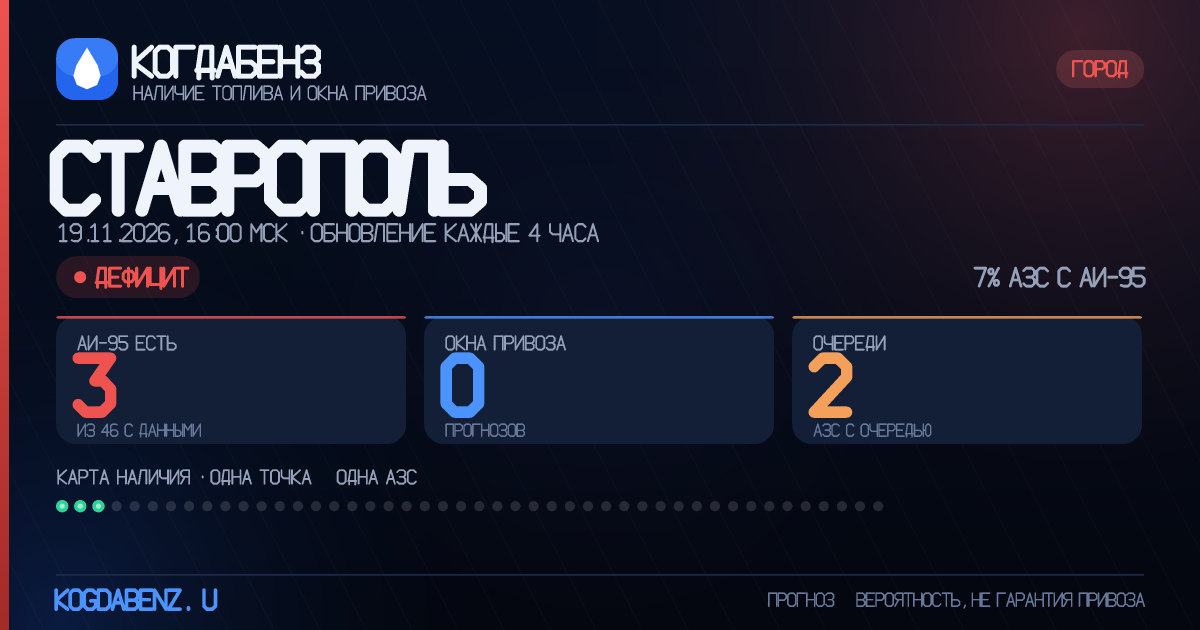 КОГДАБЕНЗ
НАЛИЧИЕ ТОПЛИВА И ОКНА ПРИВОЗА
ГОРОД
СТАВРОПОЛЬ
19.11.2026, 16:00 МСК · ОБНОВЛЕНИЕ КАЖДЫЕ 4 ЧАСА
ДЕФИЦИТ
7% АЗС С АИ-95
АИ-95 ЕСТЬ
3
ИЗ 46 С ДАННЫМИ
ОКНА ПРИВОЗА
0
ПРОГНОЗОВ
ОЧЕРЕДИ
2
АЗС С ОЧЕРЕДЬЮ
КАРТА НАЛИЧИЯ · ОДНА ТОЧКА ОДНА АЗС
KOGDABENZ. U
ПРОГНОЗ ВЕРОЯТНОСТЬ, НЕ ГАРАНТИЯ ПРИВОЗА